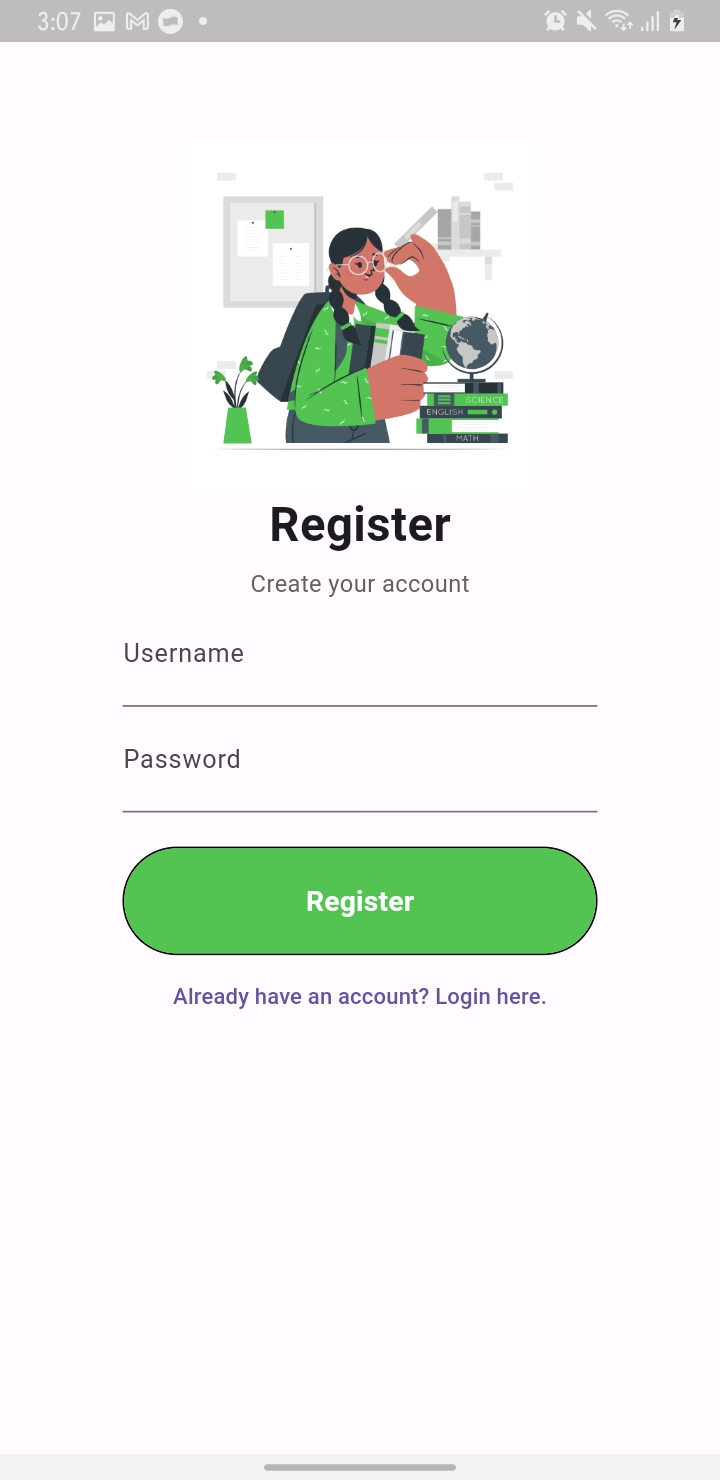 3:07
SCIENCE
ENGLISH
MATH
Register
Create your account
Username
Password
Register
Already have an account? Login here.